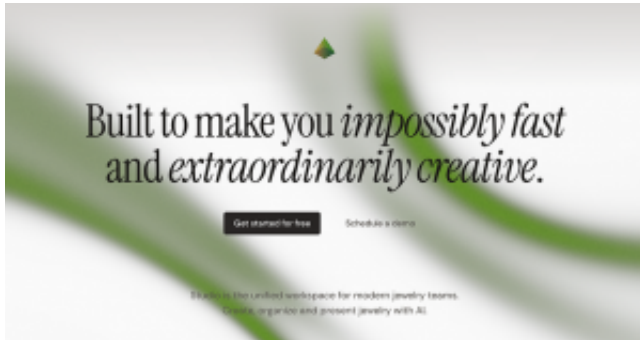 Built to make you impossibly fast
and extraordinarily creative.
Get started for free
Schedule a demo
Studio is the unified workspace for modern jewelry teams.
Create, organize and present jewelry with AI.